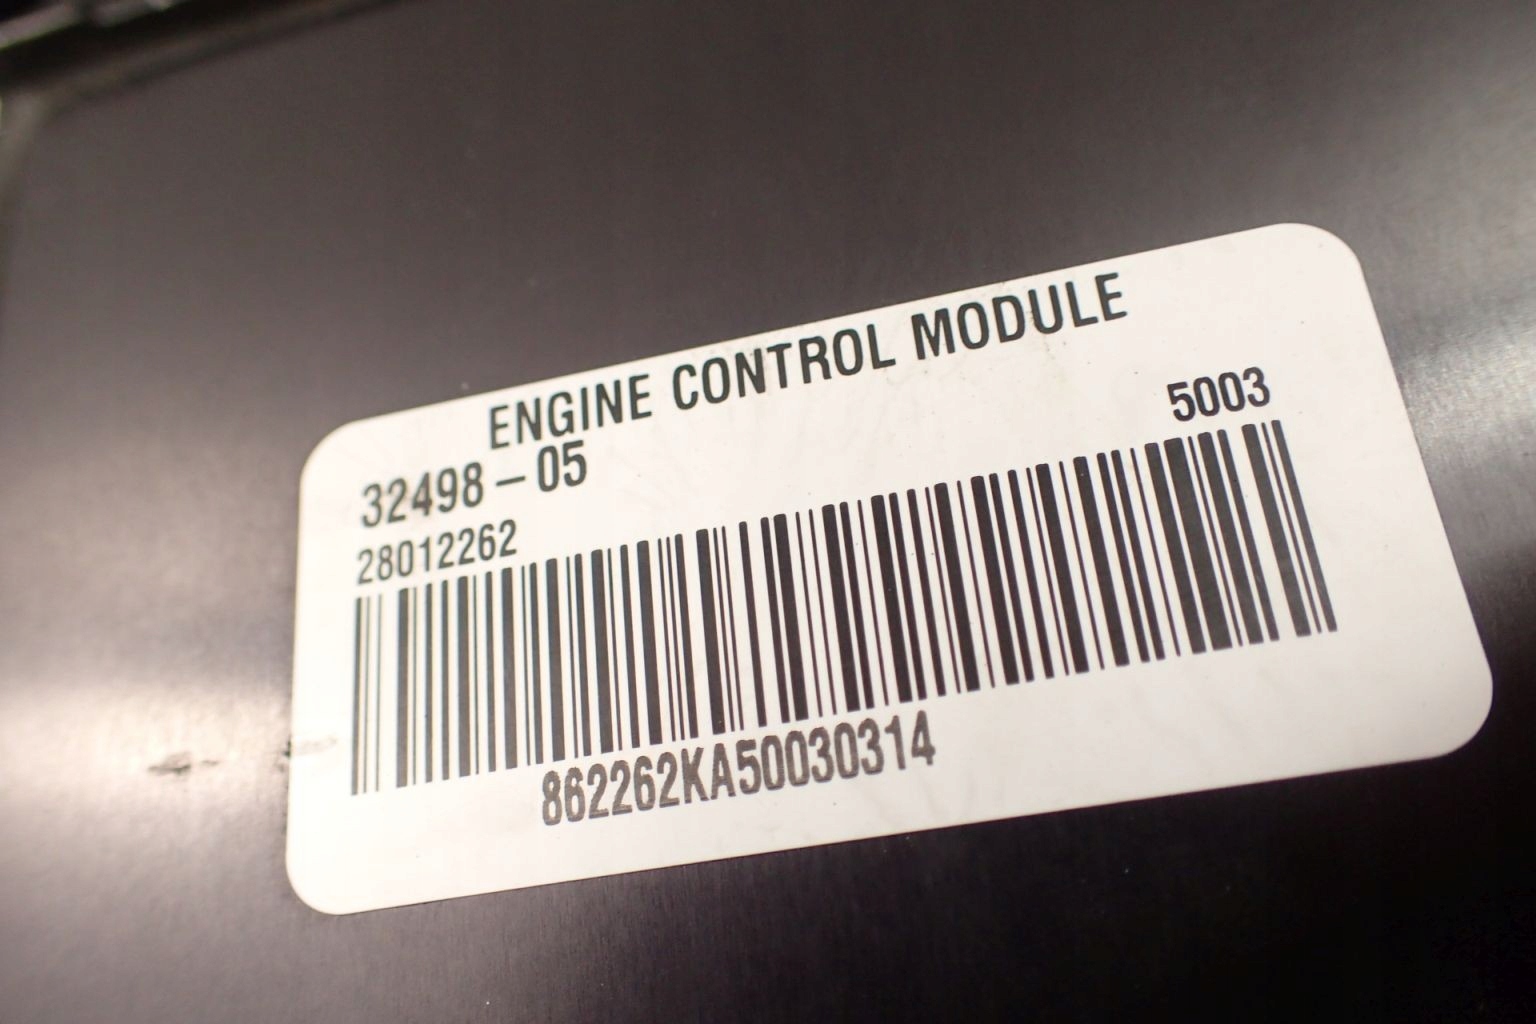 ENGINE CONTROL MODULE
32498-05
5003
28012262
862262KA50030314